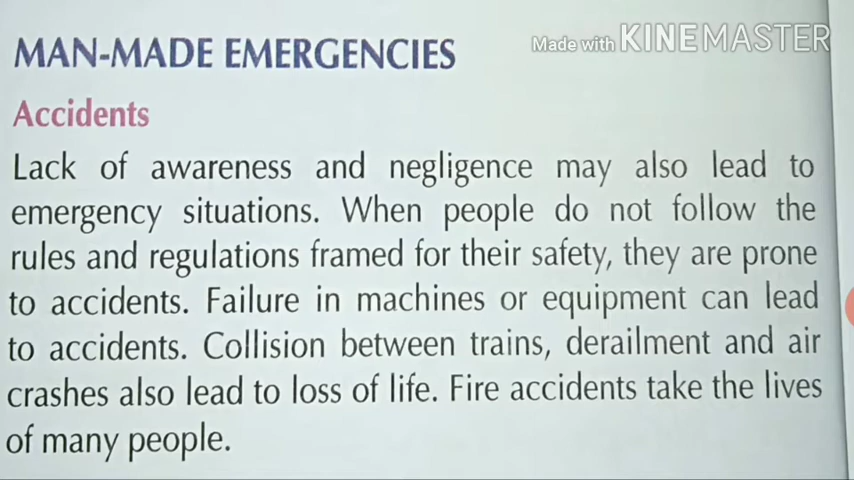 MAN-MADE EMERGENCIES
Made with KINEMASTER
Accidents
Lack of awareness and negligence may also lead to
emergency situations. When people do not follow the
rules and regulations framed for their safety, they are prone
to accidents. Failure in machines or equipment can lead
to accidents. Collision between trains, derailment and air
crashes also lead to loss of life. Fire accidents take the lives
of many people.